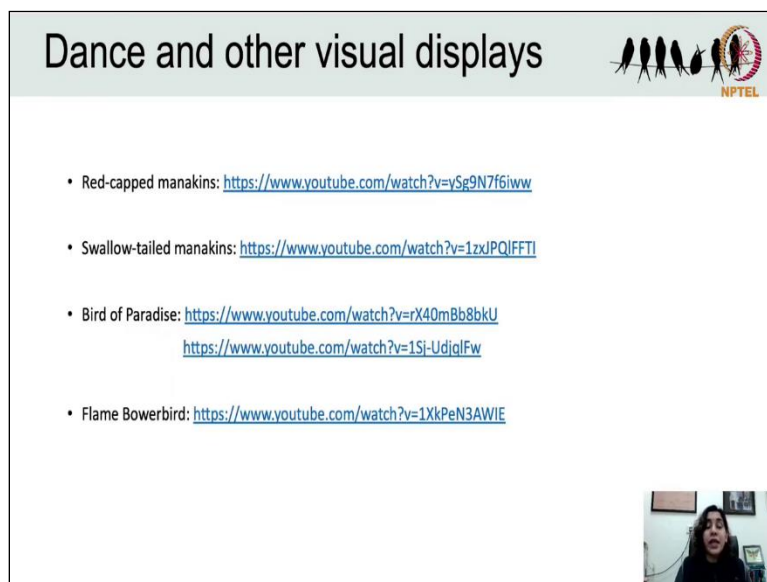 Dance and other visual displays
NPTEL
• Red-capped manakins: https://www.youtube.com/watch?v=ySg9N7f6iww
• Swallow-tailed manakins: https://www.youtube.com/watch?v=1zxJPQlFFTI
• Bird of Paradise: https://www.youtube.com/watch?v=rX40mBb8bkU
https://www.youtube.com/watch?v=1Sj-UdjqlFw
• Flame Bowerbird: https://www.youtube.com/watch?v=1XkPeN3AWIE